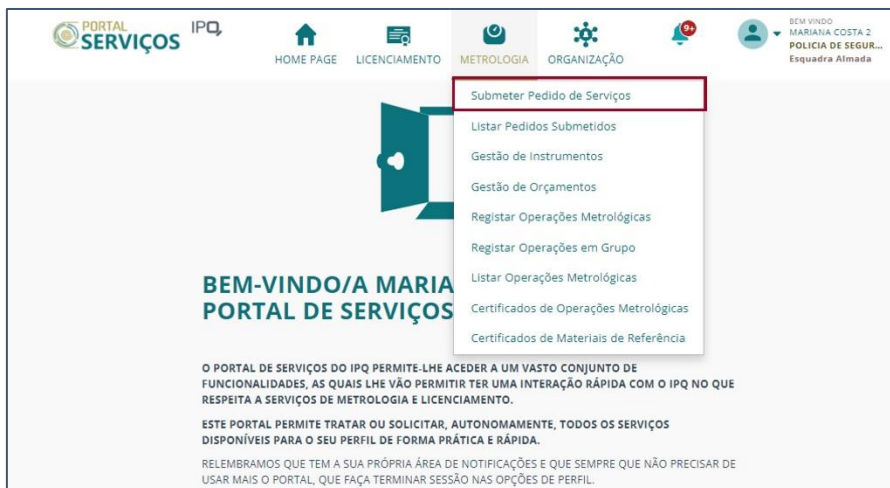 PORTAL
SERVIÇOS
IPQ
HOME PAGE
LICENCIAMENTO
METROLOGIA
ORGANIZAÇÃO
9+
BEM VINDO
MARIANA COSTA 2
POLICIA DE SEGUR...
Esquadra Almada
Submeter Pedido de Serviços
Listar Pedidos Submetidos
Gestão de Instrumentos
Gestão de Orçamentos
Registar Operações Metrológicas
Registar Operações em Grupo
Listar Operações Metrológicas
Certificados de Operações Metrológicas
Certificados de Materiais de Referência
BEM-VINDO/A MARIA
PORTAL DE SERVIÇOS
O PORTAL DE SERVIÇOS DO IPQ PERMITE-LHE ACEDER A UM VASTO CONJUNTO DE
FUNCIONALIDADES, AS QUAIS LHE VÃO PERMITIR TER UMA INTERAÇÃO RÁPIDA COM O IPQ NO QUE
RESPEITA A SERVIÇOS DE METROLOGIA E LICENCIAMENTO.
ESTE PORTAL PERMITE TRATAR OU SOLICITAR, AUTONOMAMENTE, TODOS OS SERVIÇOS
DISPONÍVEIS PARA O SEU PERFIL DE FORMA PRÁTICA E RÁPIDA.
RELEMBRAMOS QUE TEM A SUA PRÓPRIA ÁREA DE NOTIFICAÇÕES E QUE SEMPRE QUE NÃO PRECISAR DE
USAR MAIS O PORTAL, QUE FAÇA TERMINAR SESSÃO NAS OPÇÕES DE PERFIL.